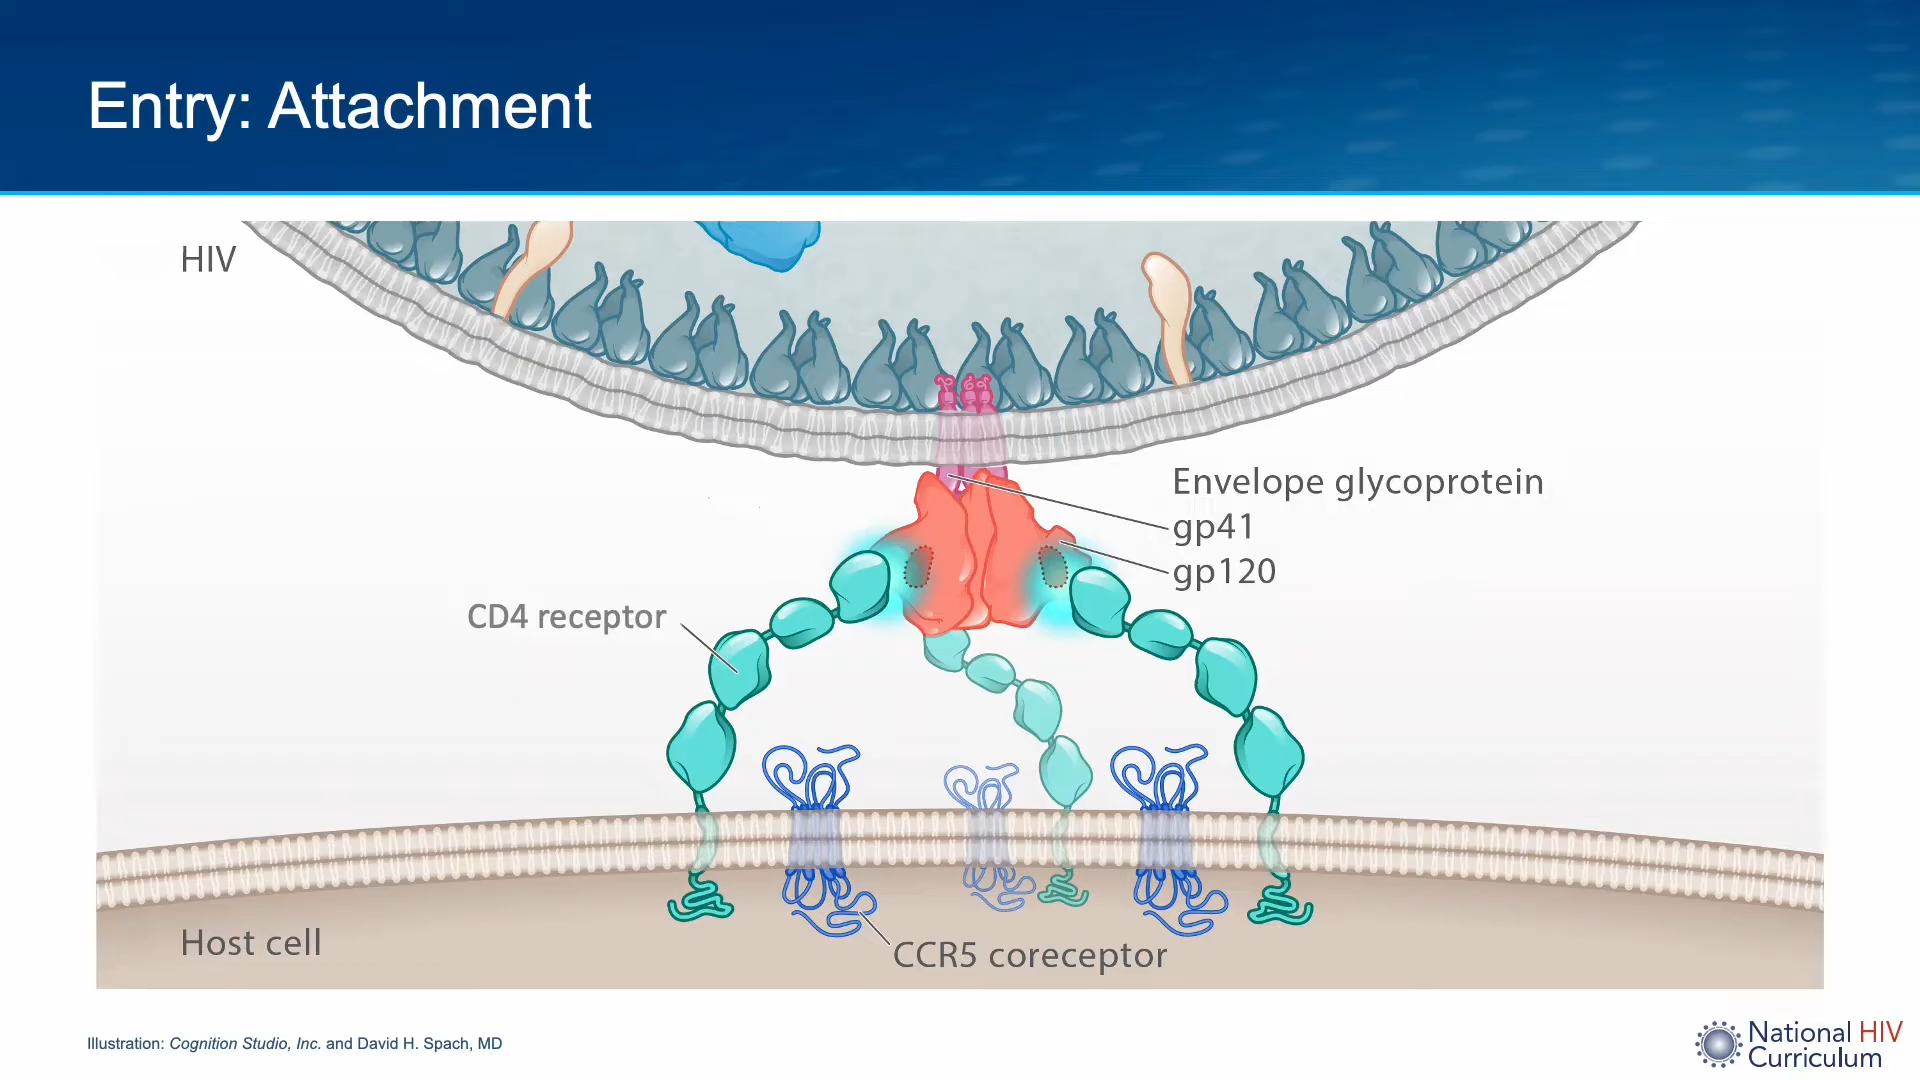 Entry: Attachment
HIV
Envelope glycoprotein
gp41
gp120
CD4 receptor
Host cell
CCR5 coreceptor
Illustration: Cognition Studio, Inc. and David H. Spach, MD
National HIV
Curriculum